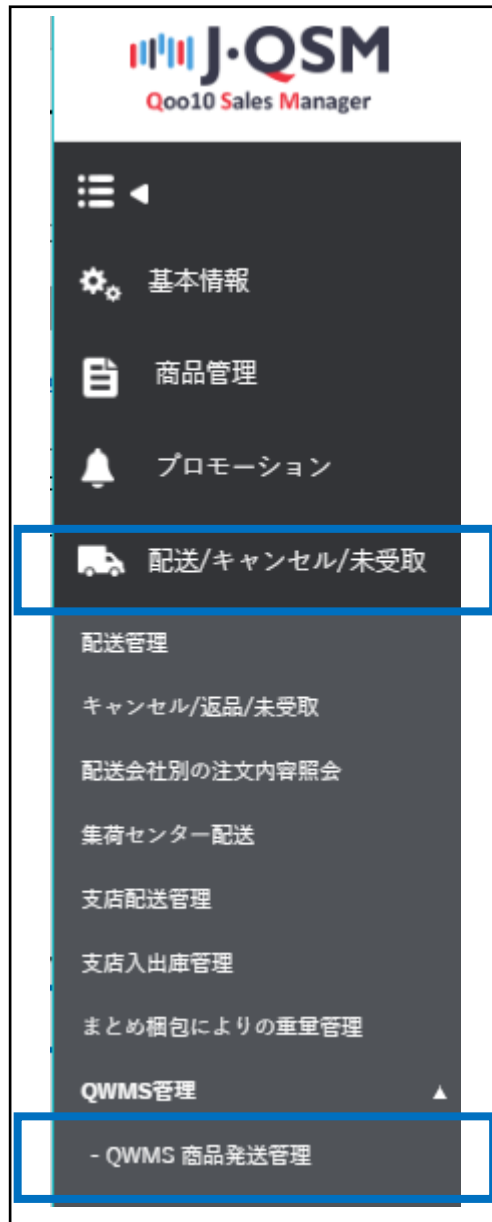 J·QSM
Qoo10 Sales Manager
基本情報
商品管理
プロモーション
配送/キャンセル/未受取
配送管理
キャンセル/返品/未受取
配送会社別の注文内容照会
集荷センター配送
支店配送管理
支店入出庫管理
まとめ梱包によりの重量管理
QWMS管理 ▲
- QWMS 商品発送管理